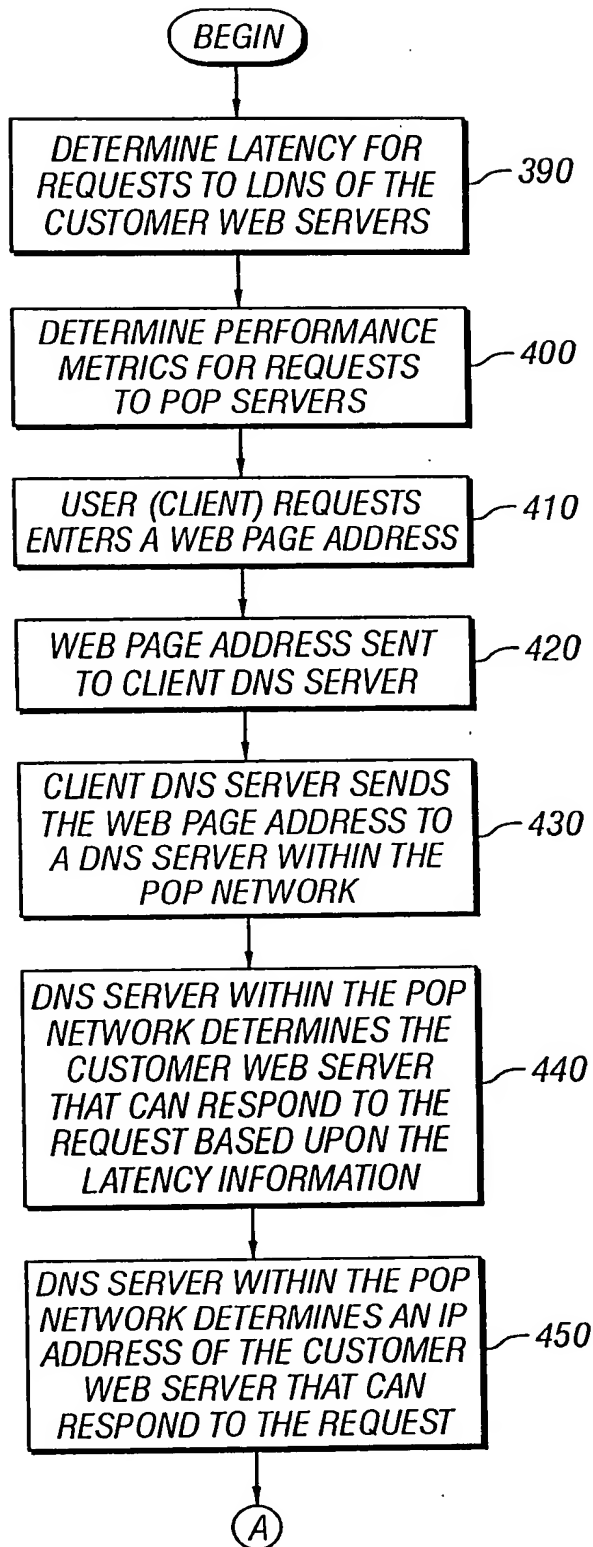 BEGIN
DETERMINE LATENCY FOR
REQUESTS TO LDNS OF THE
CUSTOMER WEB SERVERS
390
DETERMINE PERFORMANCE
METRICS FOR REQUESTS
TO POP SERVERS
400
USER (CLIENT) REQUESTS
ENTERS A WEB PAGE ADDRESS
410
WEB PAGE ADDRESS SENT
TO CLIENT DNS SERVER
420
CLIENT DNS SERVER SENDS
THE WEB PAGE ADDRESS TO
A DNS SERVER WITHIN THE
POP NETWORK
430
DNS SERVER WITHIN THE POP
NETWORK DETERMINES THE
CUSTOMER WEB SERVER
THAT CAN RESPOND TO THE
REQUEST BASED UPON THE
LATENCY INFORMATION
440
DNS SERVER WITHIN THE POP
NETWORK DETERMINES AN IP
ADDRESS OF THE CUSTOMER
WEB SERVER THAT CAN
RESPOND TO THE REQUEST
450
A